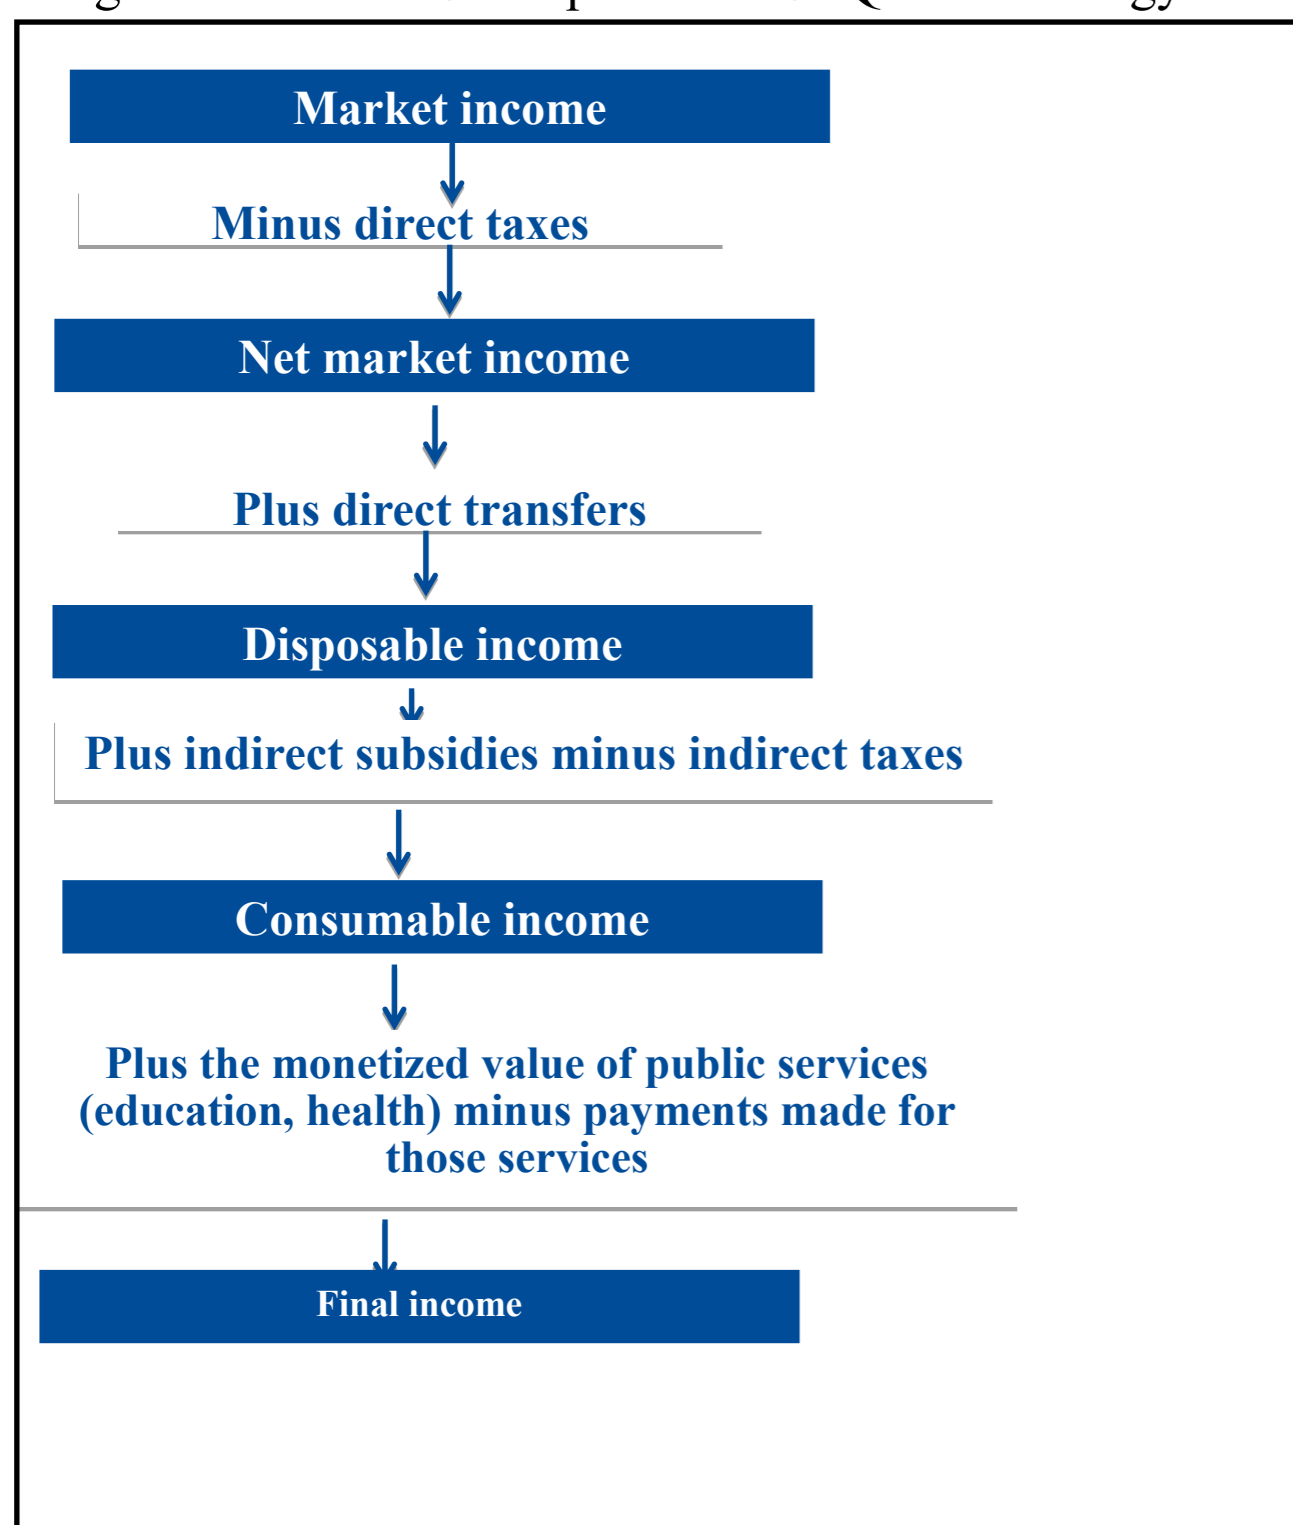 Market income
Minus direct taxes
Net market income
Plus direct transfers
Disposable income
Plus indirect subsidies minus indirect taxes
Consumable income
Plus the monetized value of public services
(education, health) minus payments made for
those services
Final income